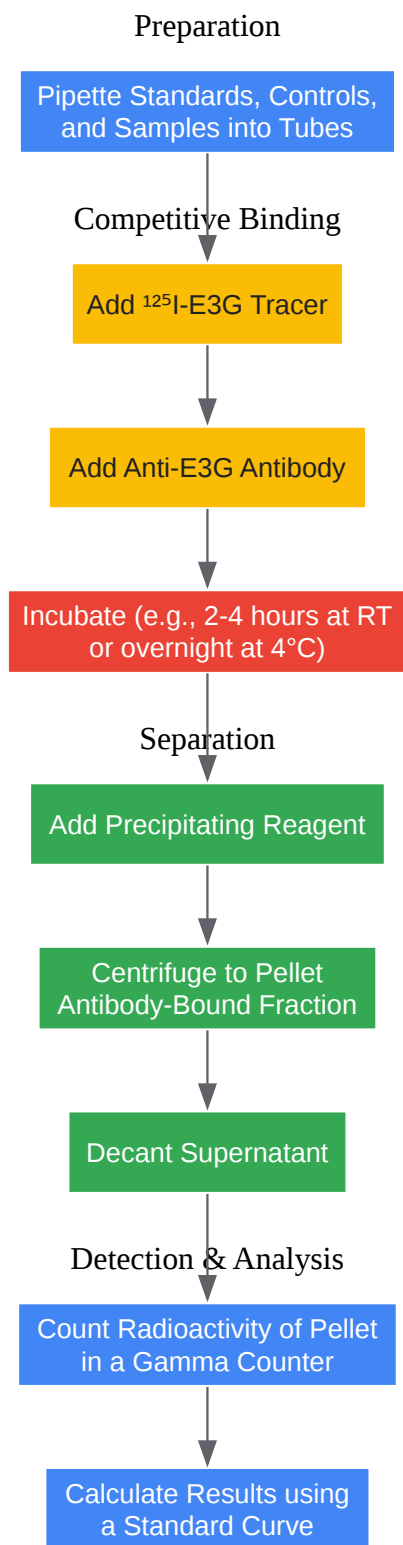 Preparation
Pipette Standards, Controls,
and Samples into Tubes
Competitive Binding
Add ¹²⁵I-E3G Tracer
Add Anti-E3G Antibody
Incubate (e.g., 2-4 hours at RT
or overnight at 4°C)
Separation
Add Precipitating Reagent
Centrifuge to Pellet
Antibody-Bound Fraction
Decant Supernatant
Detection & Analysis
Count Radioactivity of Pellet
in a Gamma Counter
Calculate Results using
a Standard Curve